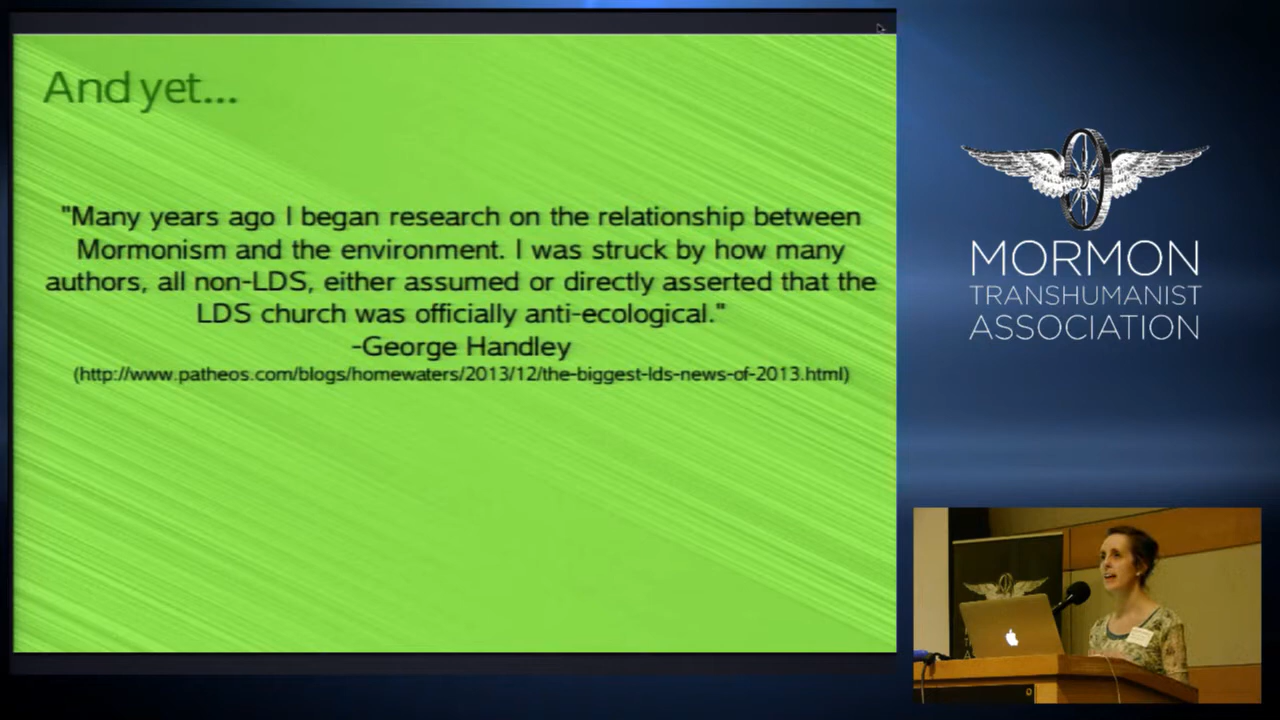 And yet...
"Many years ago I began research on the relationship between
Mormonism and the environment. I was struck by how many
authors, all non-LDS, either assumed or directly asserted that the
LDS church was officially anti-ecological."
-George Handley
(http://www.patheos.com/blogs/homewaters/2013/12/the-biggest-lds-news-of-2013.html)
MORMON
TRANSHUMANIST
ASSOCIATION